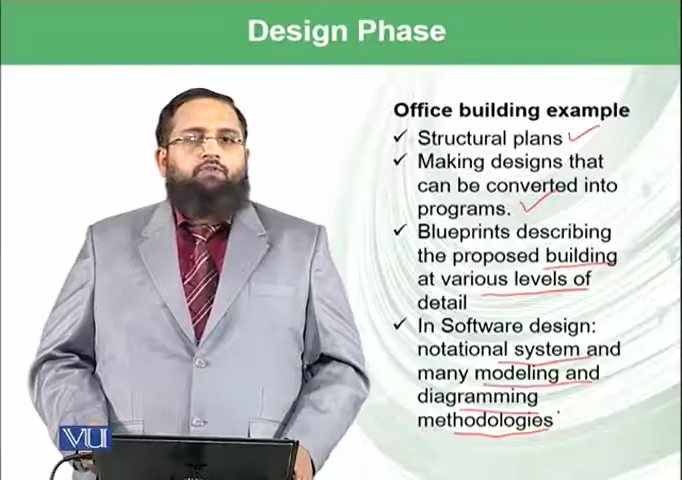 Design Phase
Office building example
✓ Structural plans
✓ Making designs that
can be converted into
programs.
✓ Blueprints describing
the proposed building
at various levels of
detail
✓ In Software design:
notational system and
many modeling and
diagramming
methodologies
VU